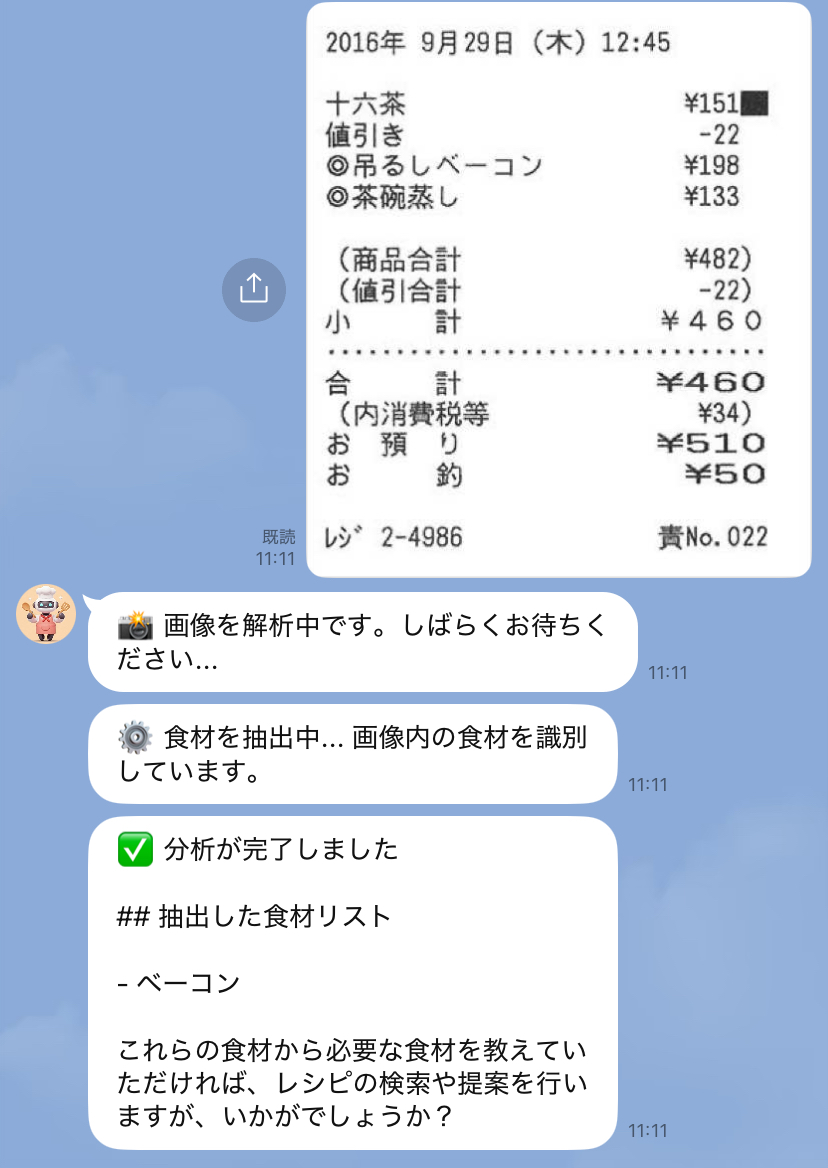 2016年 9月29日（木）12:45
十六茶 ¥151
値引き -22
◎吊るしベーコン ¥198
◎茶碗蒸し ¥133
（商品合計 ¥482）
（値引合計 -22）
小 計 ¥460
合 計 ¥460
（内消費税等 ¥34）
お 預 り ¥510
お 釣 ¥50
ﾚｼﾞ 2-4986 責No.022
既読
11:11
📸 画像を解析中です。しばらくお待ちく
ださい...
11:11
⚙️ 食材を抽出中... 画像内の食材を識別
しています。
11:11
✅ 分析が完了しました
## 抽出した食材リスト
- ベーコン
これらの食材から必要な食材を教えてい
ただければ、レシピの検索や提案を行い
ますが、いかがでしょうか？
11:11